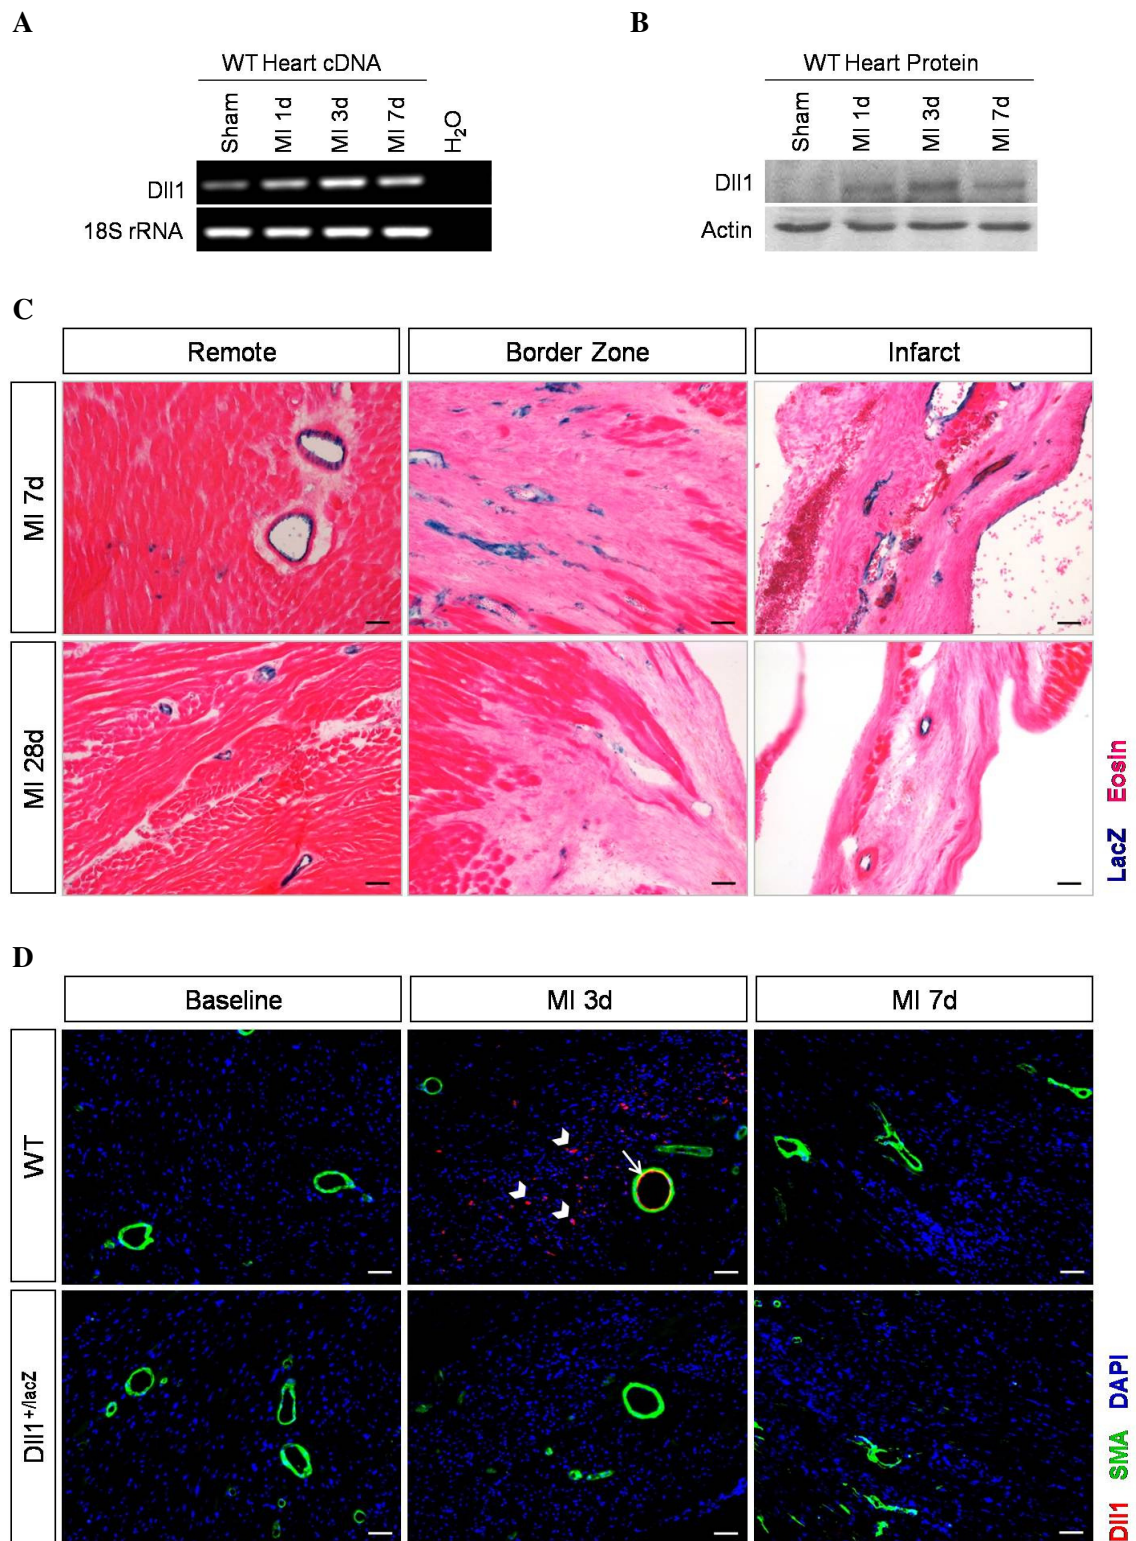 A
WT Heart cDNA
Sham
MI 1d
MI 3d
MI 7d
H₂O
Dll1
18S rRNA
B
WT Heart Protein
Sham
MI 1d
MI 3d
MI 7d
Dll1
Actin
C
Remote
Border Zone
Infarct
MI 7d
MI 28d
LacZ Eosin
D
Baseline
MI 3d
MI 7d
WT
Dll1⁺/lacZ
Dll1 SMA DAPI